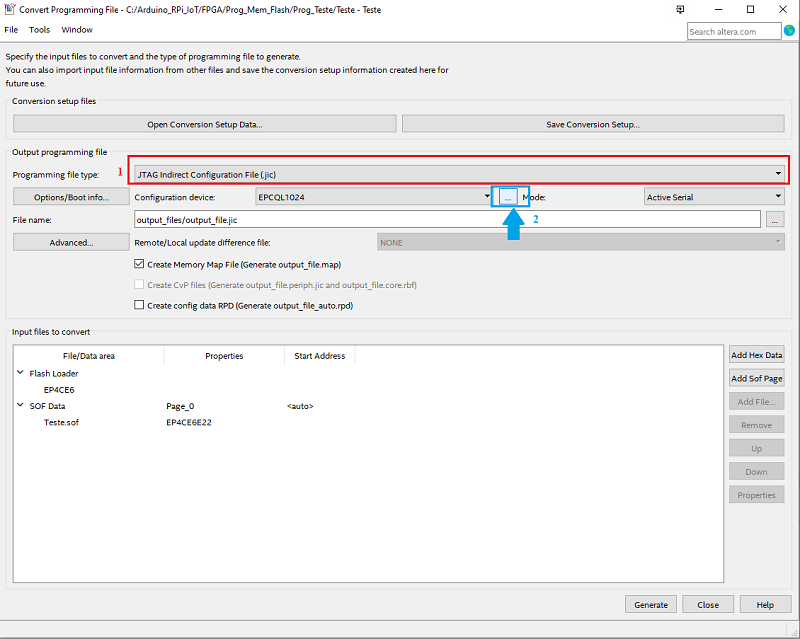 Convert Programming File - C:/Arduino_RPi_IoT/FPGA/Prog_Mem_Flash/Prog_Teste/Teste - Teste
File Tools Window
Search altera.com
Specify the input files to convert and the type of programming file to generate.
You can also import input file information from other files and save the conversion setup information created here for
future use.
Conversion setup files
Open Conversion Setup Data... Save Conversion Setup...
Output programming file
Programming file type: 1 JTAG Indirect Configuration File (.jic)
Options/Boot info... Configuration device: EPCQL1024 ... Mode: Active Serial
File name: output_files/output_file.jic ...
2
Advanced... Remote/Local update difference file: NONE
Create Memory Map File (Generate output_file.map)
Create CvP files (Generate output_file.periph.jic and output_file.core.rbf)
Create config data RPD (Generate output_file_auto.rpd)
Input files to convert
File/Data area Properties Start Address
Flash Loader
EP4CE6
SOF Data Page_0 <auto>
Teste.sof EP4CE6E22
Add Hex Data
Add Sof Page
Add File...
Remove
Up
Down
Properties
Generate Close Help